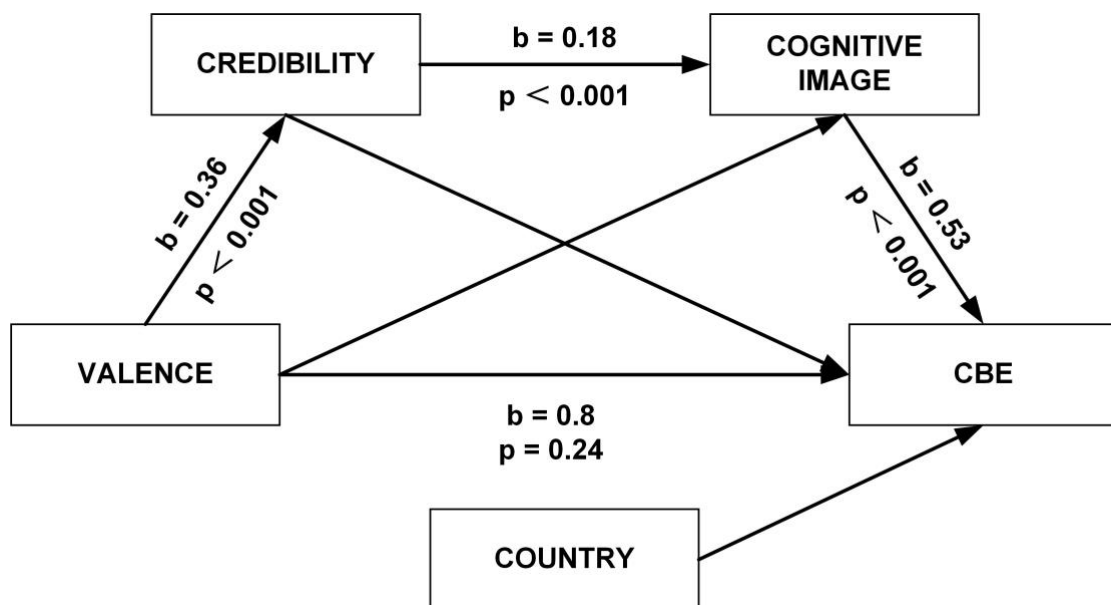 CREDIBILITY
b = 0.18
p < 0.001
COGNITIVE
IMAGE
b = 0.36
p < 0.001
b = 0.53
p < 0.001
VALENCE
b = 0.8
p = 0.24
CBE
COUNTRY